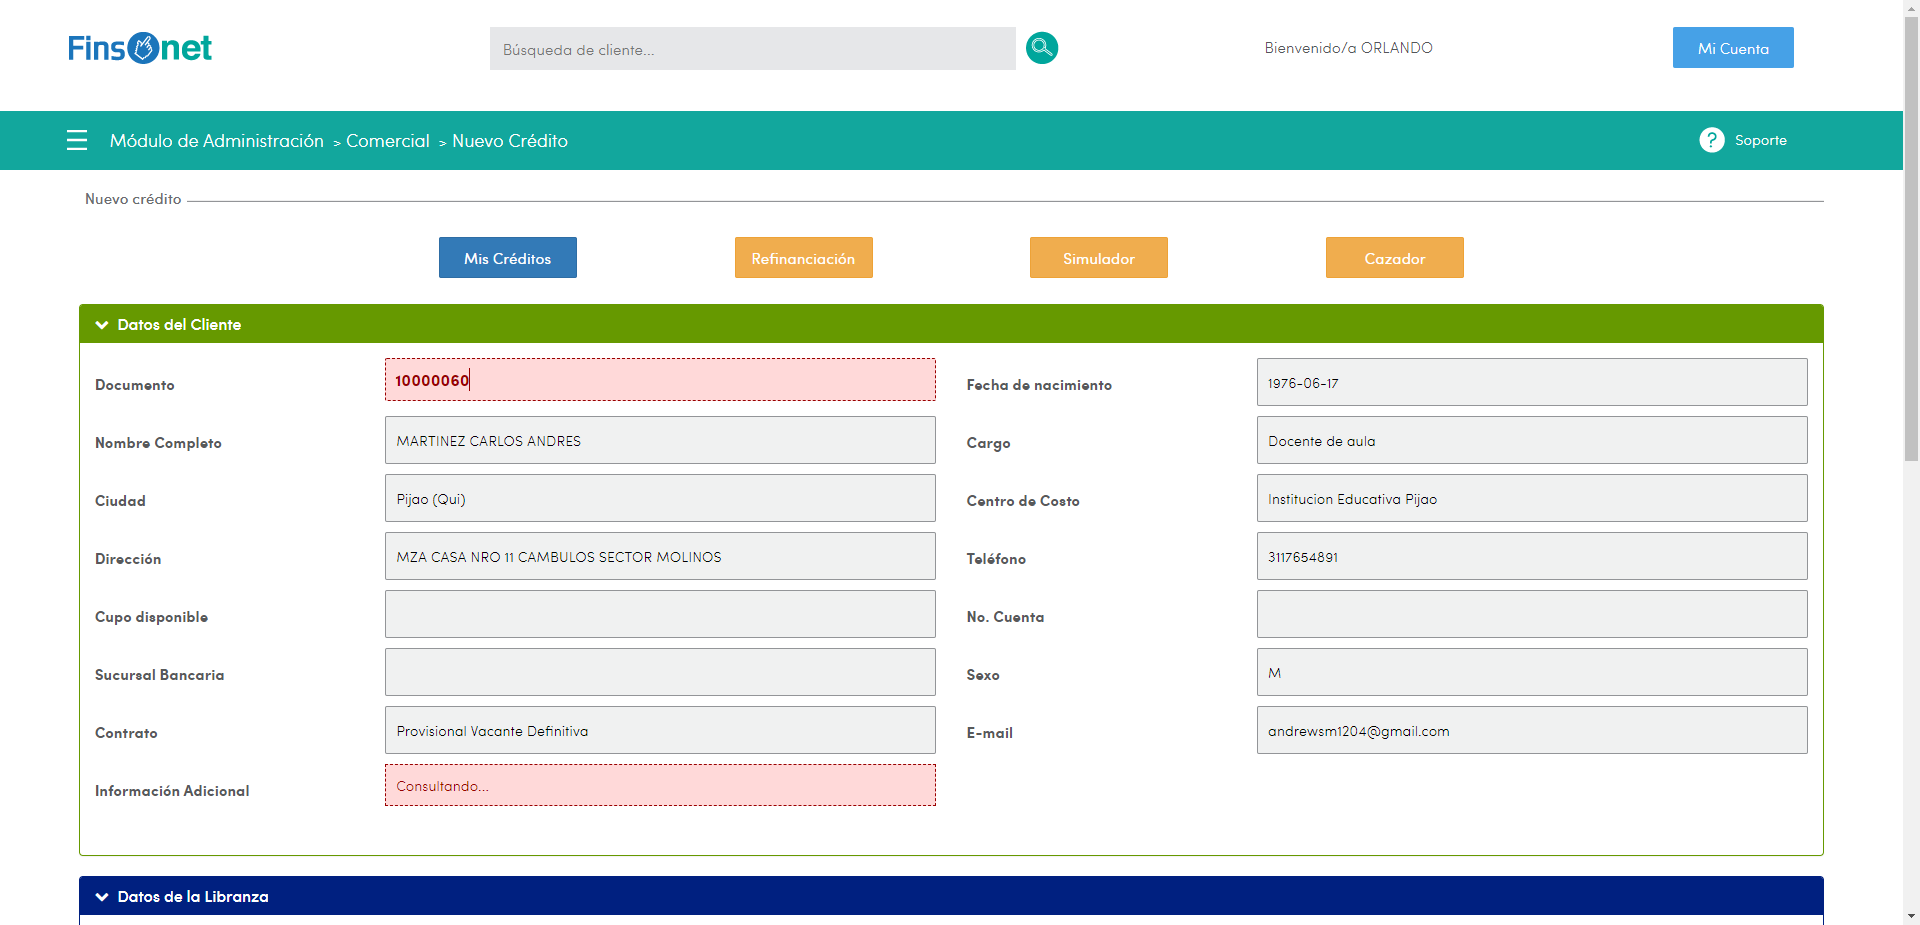 Finsonet
Búsqueda de cliente...
Bienvenido/a ORLANDO
Mi Cuenta
Módulo de Administración > Comercial > Nuevo Crédito
? Soporte
Nuevo crédito
Mis Créditos
Refinanciación
Simulador
Cazador
Datos del Cliente
Documento 10000060
Fecha de nacimiento 1976-06-17
Nombre Completo MARTINEZ CARLOS ANDRES
Cargo Docente de aula
Ciudad Pijao (Qui)
Centro de Costo Institucion Educativa Pijao
Dirección MZA CASA NRO 11 CAMBULOS SECTOR MOLINOS
Teléfono 3117654891
Cupo disponible
No. Cuenta
Sucursal Bancaria
Sexo M
Contrato Provisional Vacante Definitiva
E-mail andrewsm1204@gmail.com
Información Adicional Consultando...
Datos de la Libranza